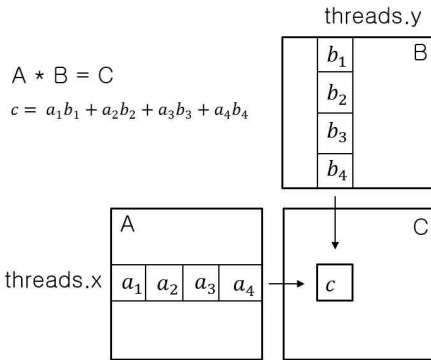 threads.y
B
b₁
b₂
b₃
b₄
A * B = C
c = a₁b₁ + a₂b₂ + a₃b₃ + a₄b₄
A
threads.x
a₁ a₂ a₃ a₄
C
c